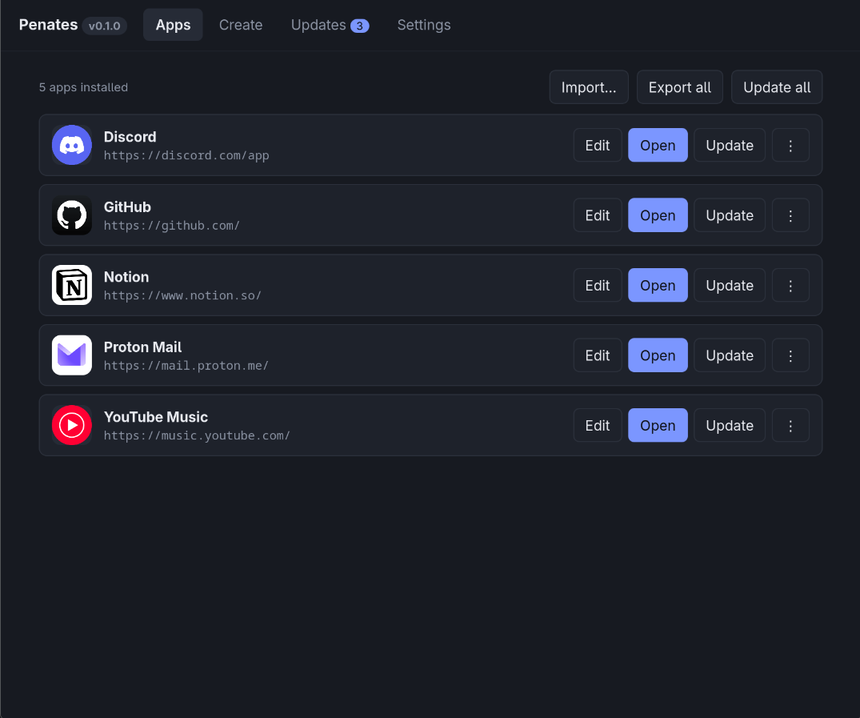 Penates v0.1.0 Apps Create Updates 3 Settings
5 apps installed Import... Export all Update all
Discord
https://discord.com/app
Edit Open Update ⋮
GitHub
https://github.com/
Edit Open Update ⋮
N
Notion
https://www.notion.so/
Edit Open Update ⋮
Proton Mail
https://mail.proton.me/
Edit Open Update ⋮
YouTube Music
https://music.youtube.com/
Edit Open Update ⋮